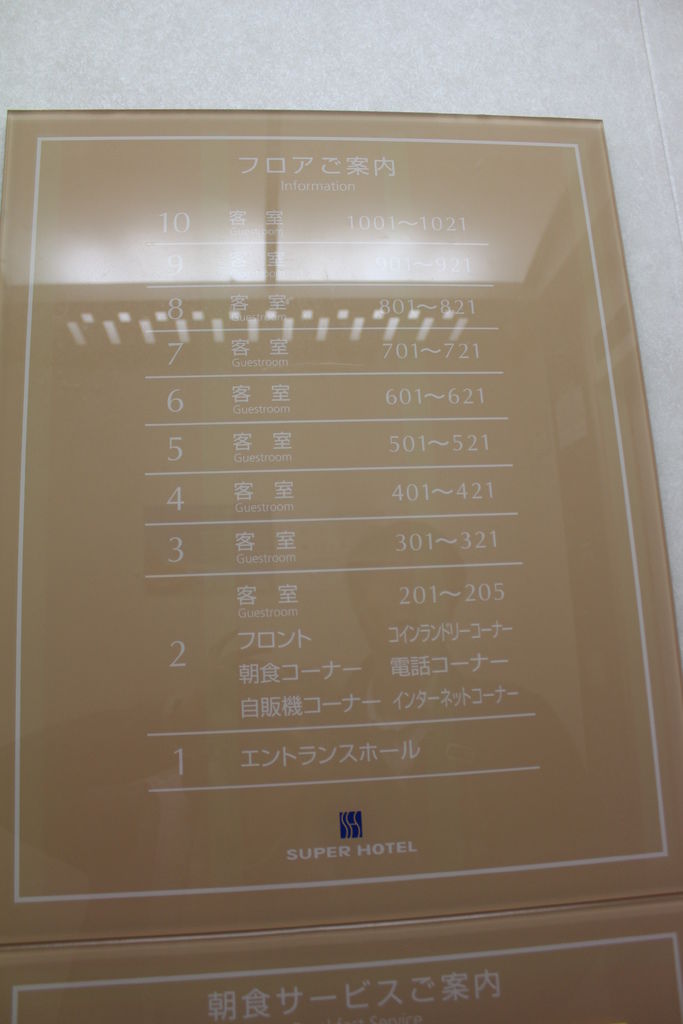 フロアご案内
Information
10 客室 1001～1021
Guestroom
9 客室 901～921
Guestroom
8 客室 801～821
Guestroom
7 客室 701～721
Guestroom
6 客室 601～621
Guestroom
5 客室 501～521
Guestroom
4 客室 401～421
Guestroom
3 客室 301～321
Guestroom
客室 201～205
Guestroom
2 フロント コインランドリーコーナー
朝食コーナー 電話コーナー
自販機コーナー インターネットコーナー
1 エントランスホール
SUPER HOTEL
朝食サービスご案内
Breakfast Service